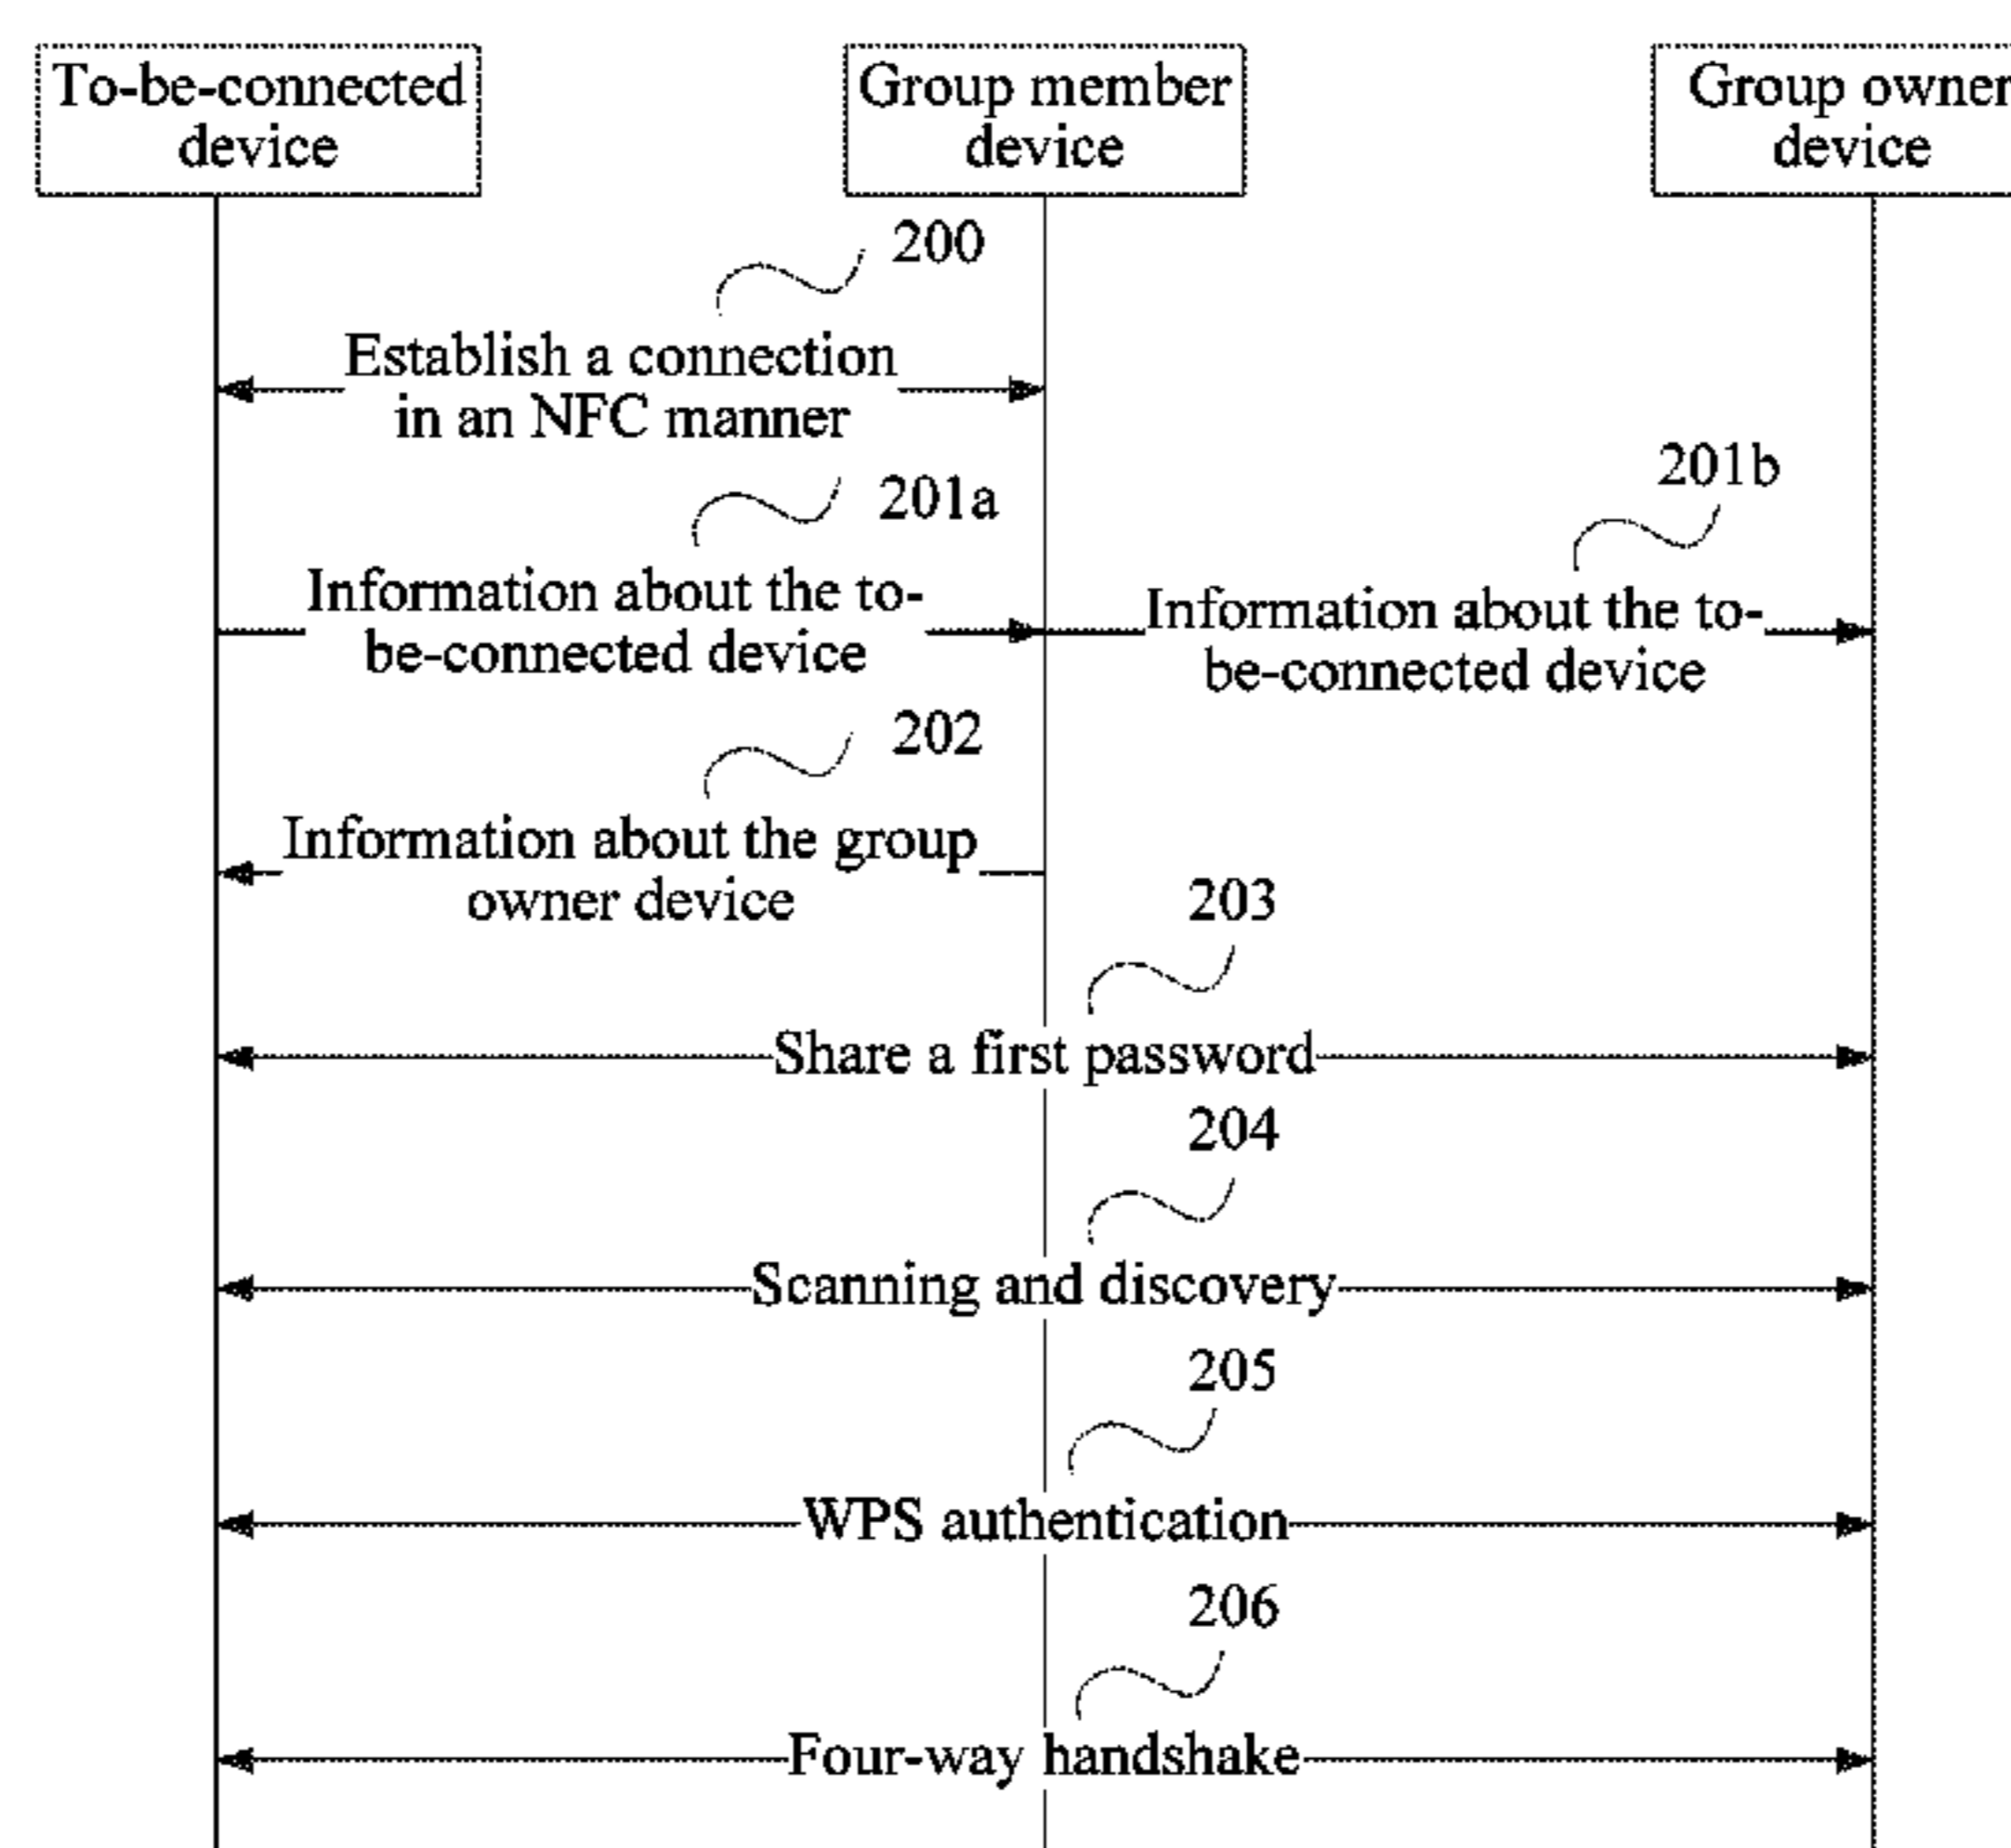 To-be-connected
device
Group member
device
Group owner
device
200
Establish a connection
in an NFC manner
201a
201b
Information about the to-
be-connected device
Information about the to-
be-connected device
202
Information about the group
owner device
203
Share a first password
204
Scanning and discovery
205
WPS authentication
206
Four-way handshake